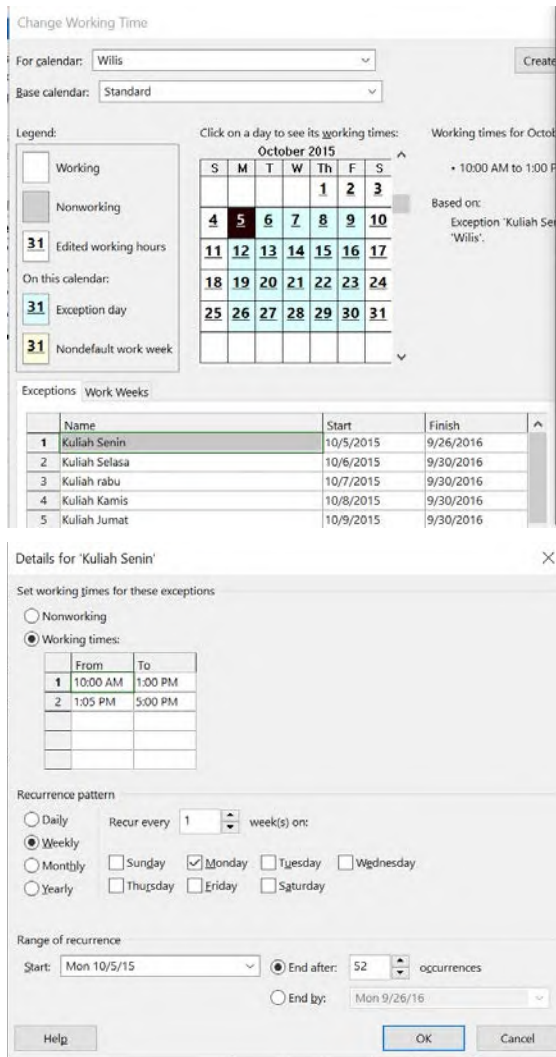 Change Working Time
For calendar: Wilis Create
Base calendar: Standard
Legend:
Working
Nonworking
31 Edited working hours
On this calendar:
31 Exception day
31 Nondefault work week
Click on a day to see its working times:
October 2015
S M T W Th F S
1 2 3
4 5 6 7 8 9 10
11 12 13 14 15 16 17
18 19 20 21 22 23 24
25 26 27 28 29 30 31
Working times for Octob
• 10:00 AM to 1:00 P
Based on:
Exception 'Kuliah Se
'Wilis'.
Exceptions Work Weeks
Name Start Finish
1 Kuliah Senin 10/5/2015 9/26/2016
2 Kuliah Selasa 10/6/2015 9/30/2016
3 Kuliah rabu 10/7/2015 9/30/2016
4 Kuliah Kamis 10/8/2015 9/30/2016
5 Kuliah Jumat 10/9/2015 9/30/2016
Details for 'Kuliah Senin'
Set working times for these exceptions
Nonworking
Working times:
From To
1 10:00 AM 1:00 PM
2 1:05 PM 5:00 PM
Recurrence pattern
Daily Recur every 1 week(s) on:
Weekly
Monthly Sunday Monday Tuesday Wednesday
Yearly Thursday Friday Saturday
Range of recurrence
Start: Mon 10/5/15 End after: 52 occurrences
End by: Mon 9/26/16
Help OK Cancel